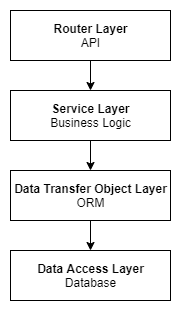 Router Layer
API
Service Layer
Business Logic
Data Transfer Object Layer
ORM
Data Access Layer
Database